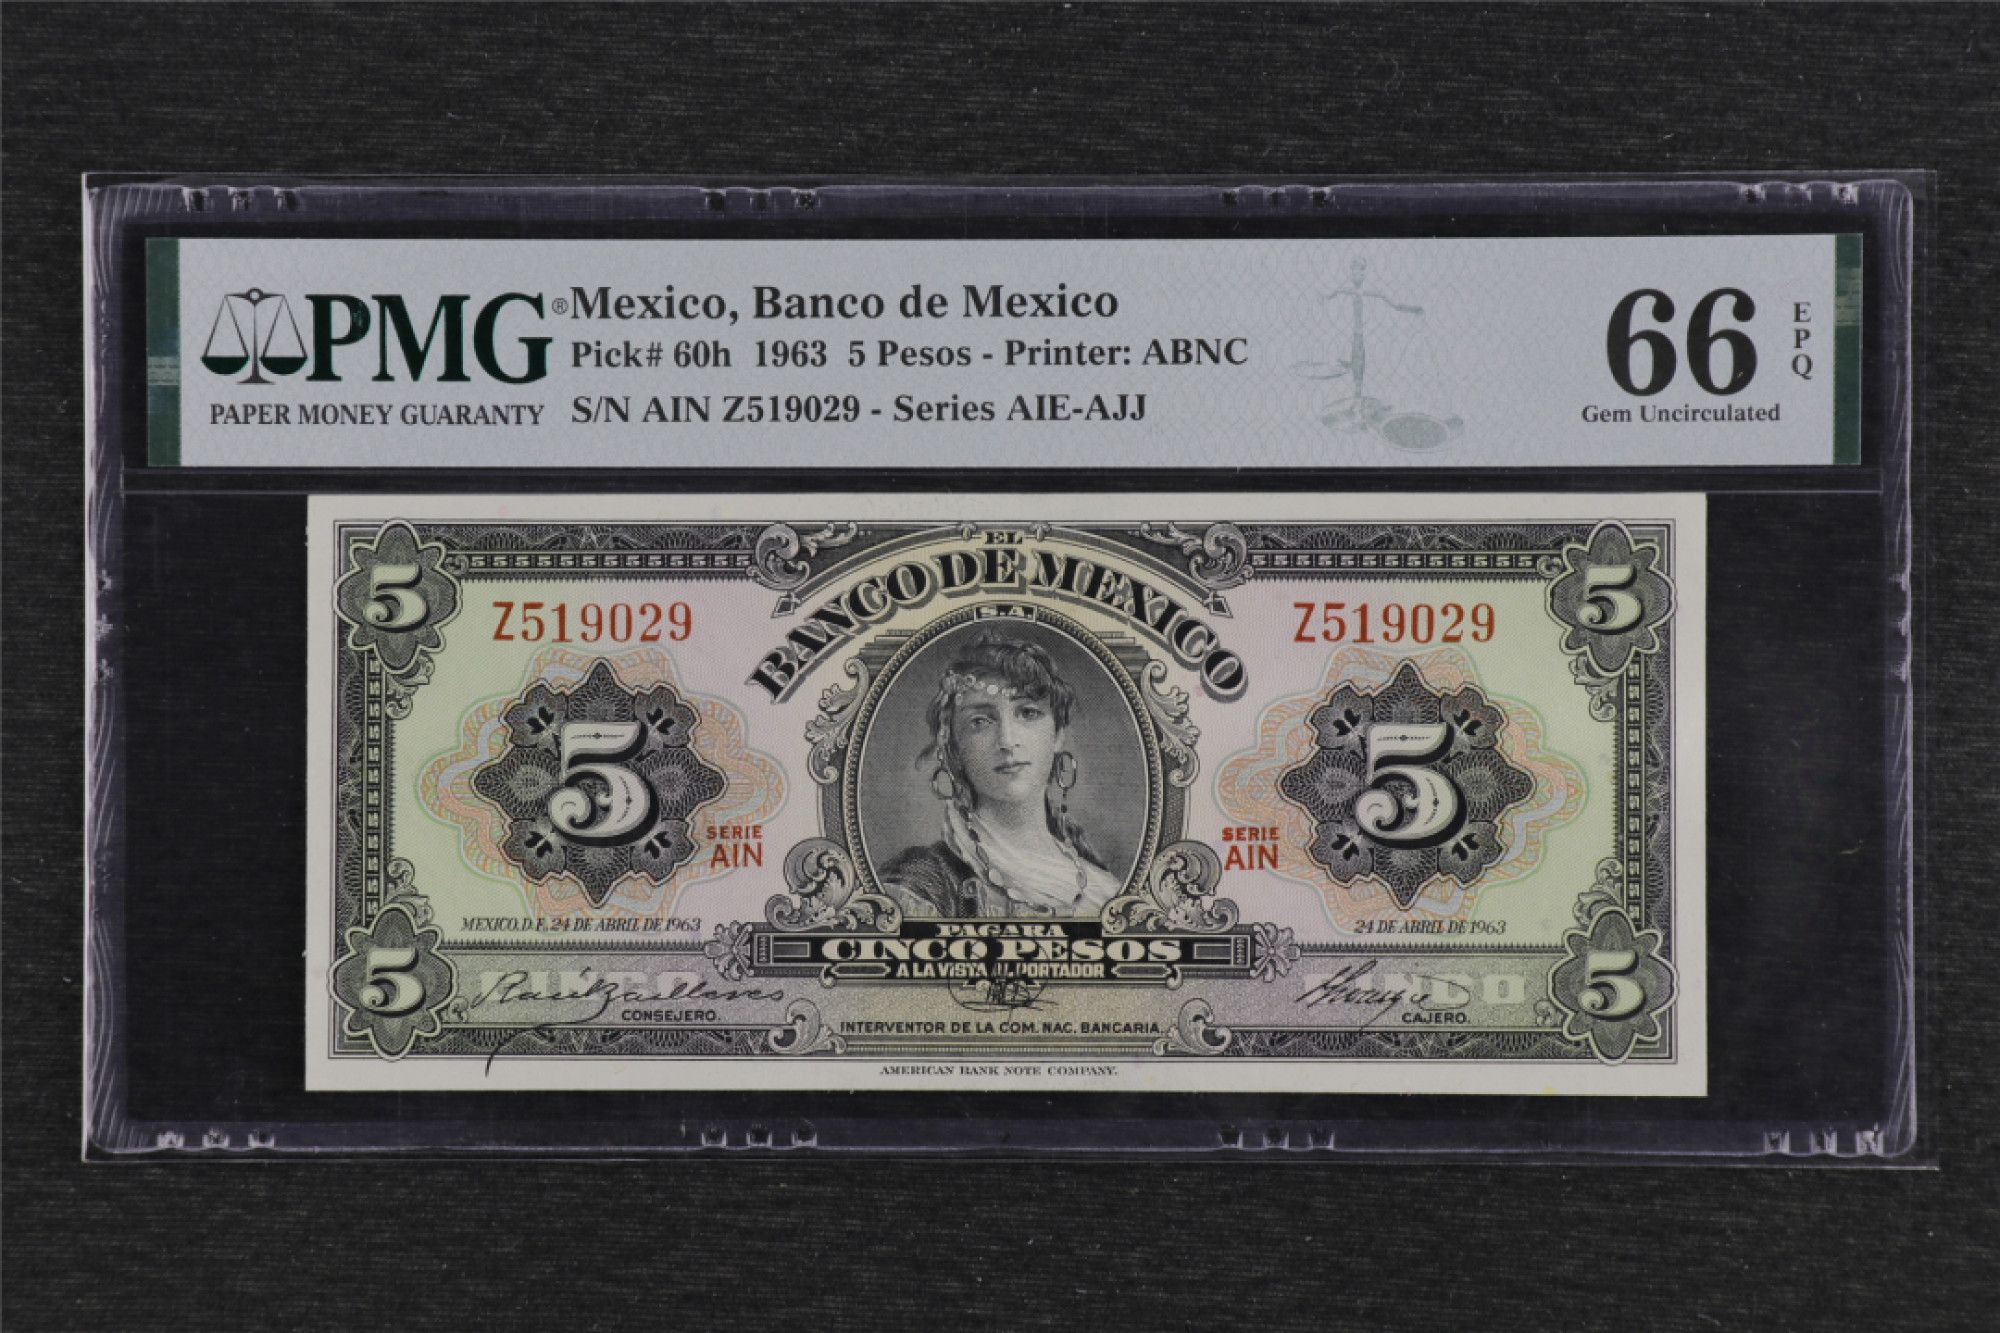 PMG®
PAPER MONEY GUARANTY
Mexico, Banco de Mexico
Pick# 60h 1963 5 Pesos - Printer: ABNC
S/N AIN Z519029 - Series AIE-AJJ
66 EPQ
Gem Uncirculated
5 5
EL
BANCO DE MEXICO
S.A.
Z519029 Z519029
5 5
SERIE SERIE
AIN AIN
MEXICO, D.F. 24 DE ABRIL DE 1963 24 DE ABRIL DE 1963
PAGARA
CINCO PESOS
A LA VISTA AL PORTADOR
5 5
CINCO CINCO
CONSEJERO. CAJERO.
INTERVENTOR DE LA COM. NAC. BANCARIA.
AMERICAN BANK NOTE COMPANY.